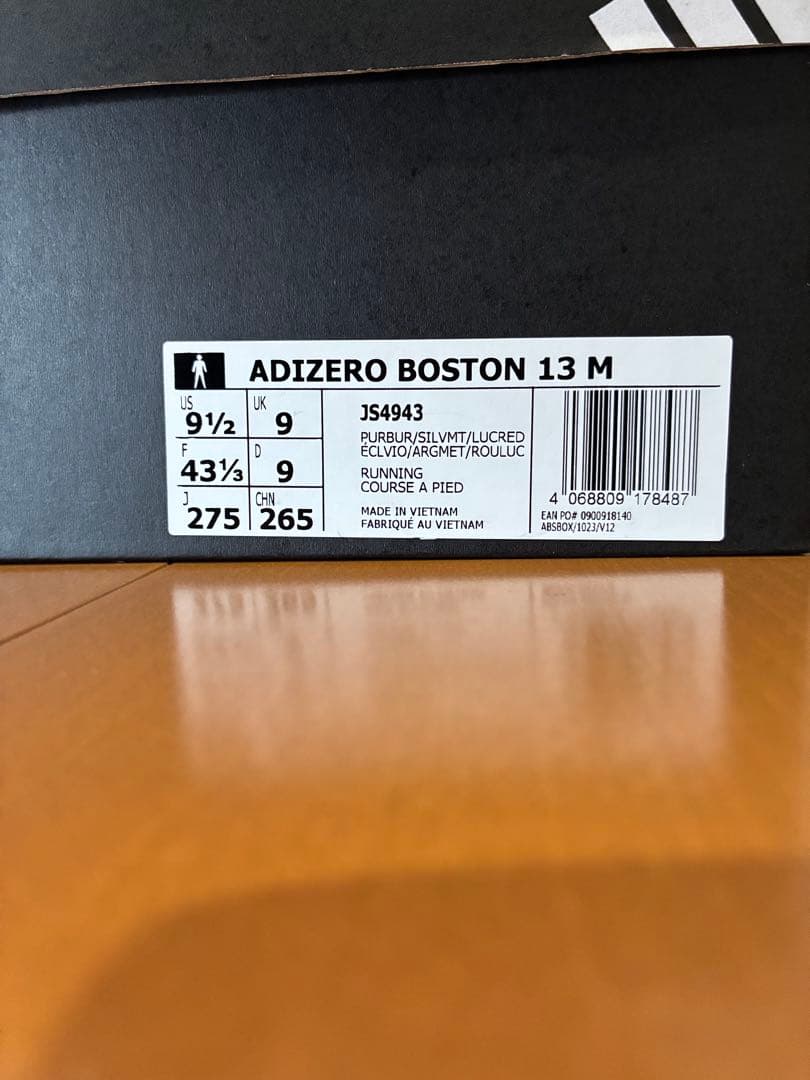 ADIZERO BOSTON 13 M
US 9½ UK 9
F 43⅓ D 9
J 275 CHN 265
JS4943
PURBUR/SILVMT/LUCRED
ÉCLVIO/ARGMET/ROULUC
RUNNING
COURSE A PIED
MADE IN VIETNAM
FABRIQUÉ AU VIETNAM
4 068809 178487
EAN PO# 0900918140
ABSBOX/1023/V12